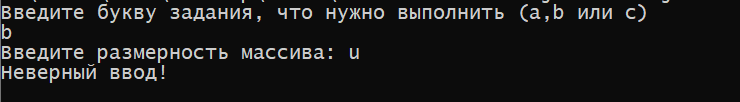 Введите букву задания, что нужно выполнить (a,b или c)
b
Введите размерность массива: u
Неверный ввод!